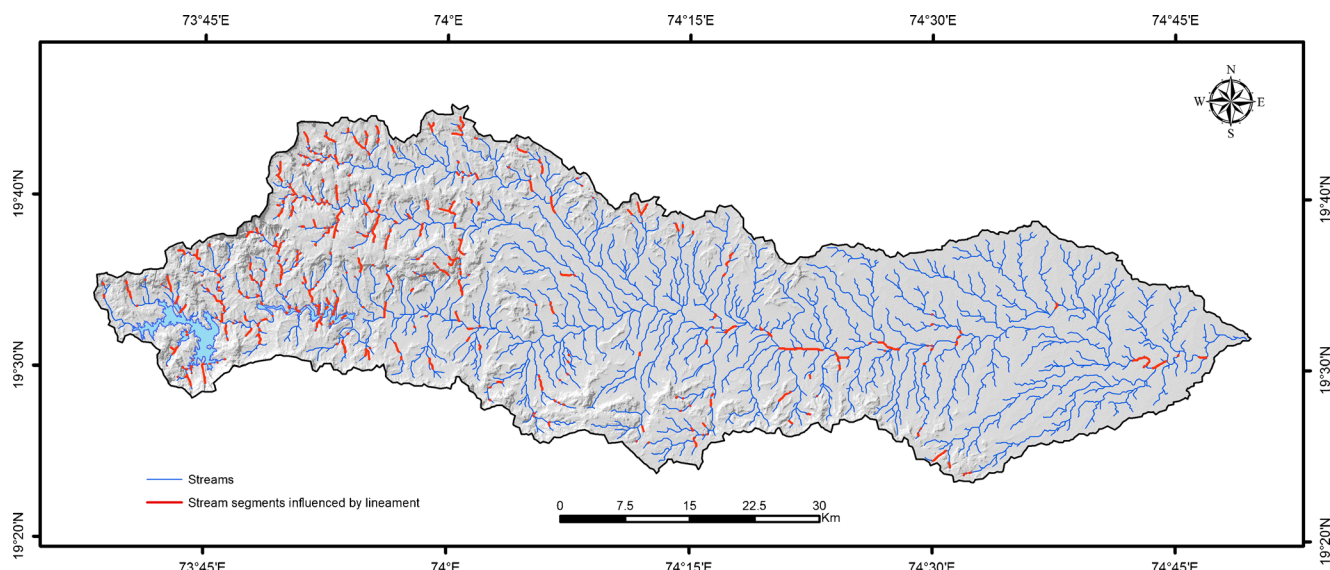 73°45'E 74°E 74°15'E 74°30'E 74°45'E
N
W E
S
19°40'N 19°40'N
19°30'N 19°30'N
Streams
Stream segments influenced by lineament
0 7.5 15 22.5 30
Km
19°20'N 19°20'N
73°45'E 74°E 74°15'E 74°30'E 74°45'E